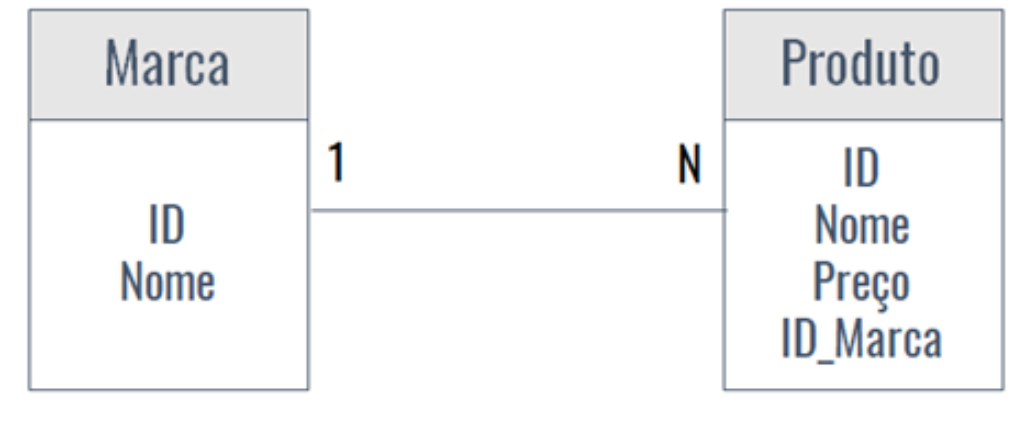 Marca
ID
Nome
1
N
Produto
ID
Nome
Preço
ID_Marca